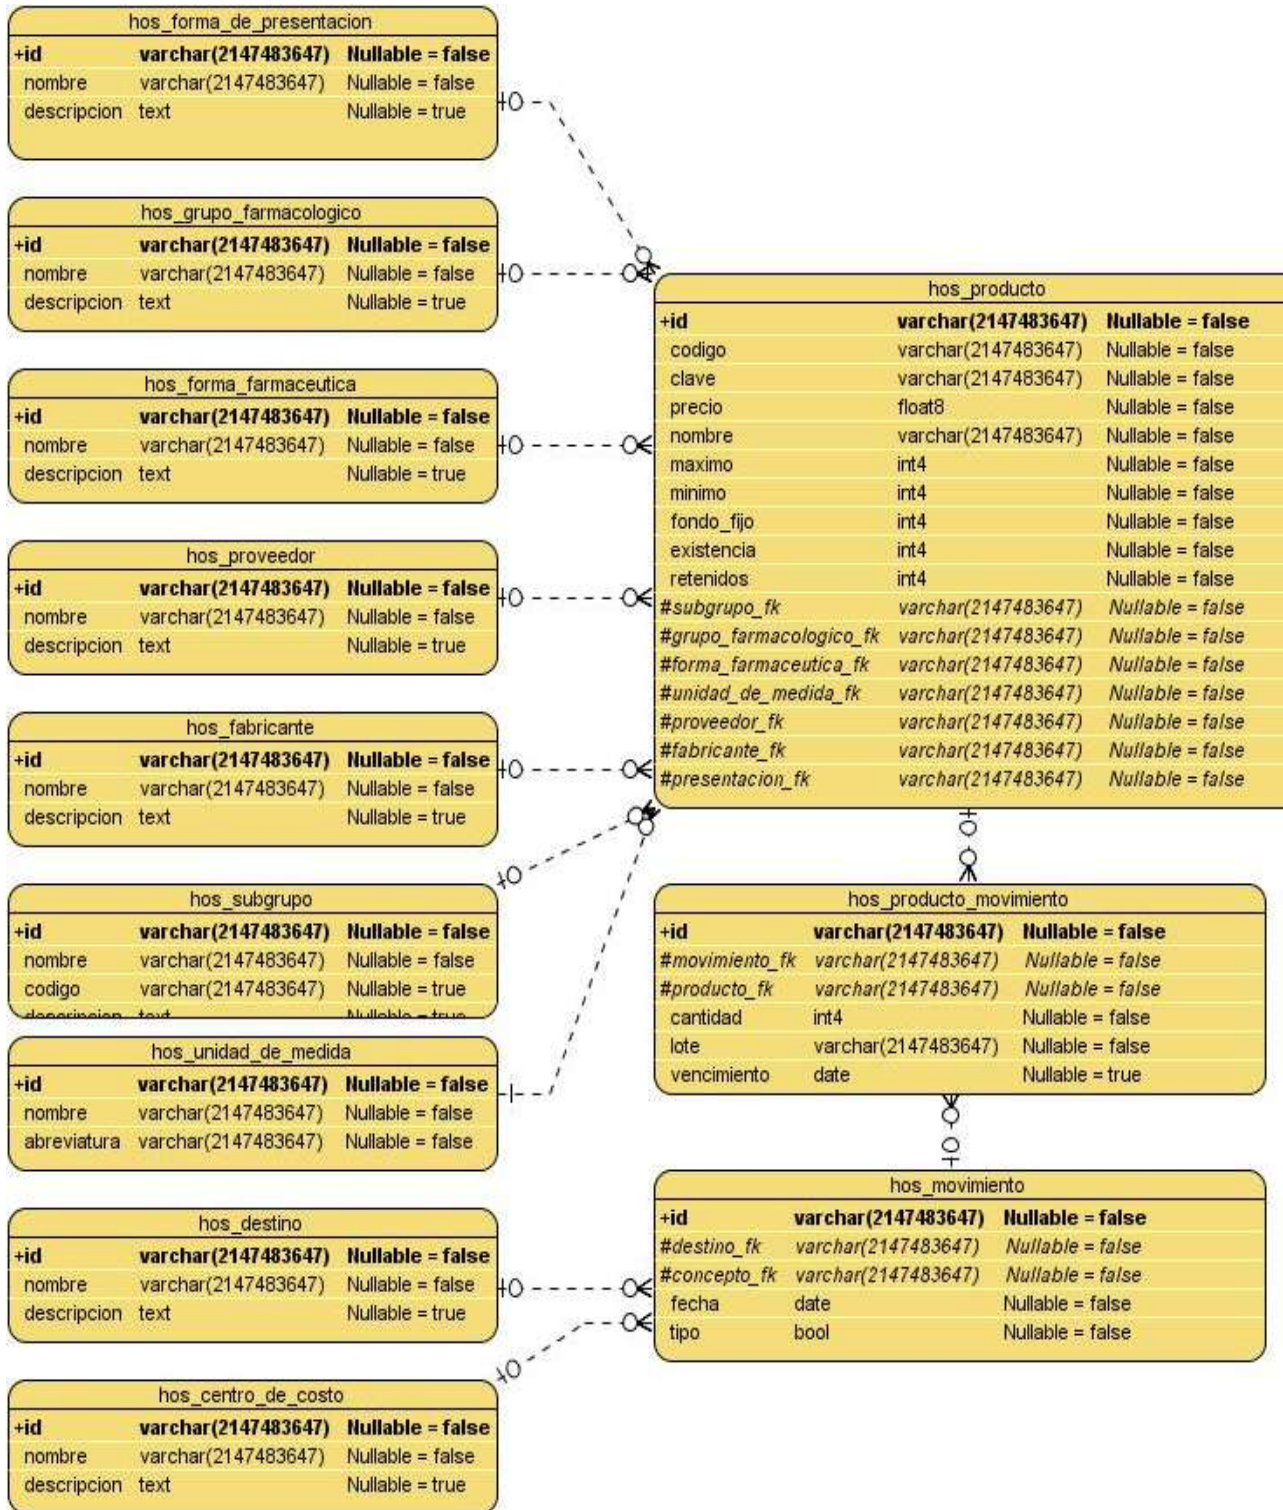 hos_forma_de_presentacion
+id varchar(2147483647) Nullable = false
nombre varchar(2147483647) Nullable = false
descripcion text Nullable = true
hos_grupo_farmacologico
+id varchar(2147483647) Nullable = false
nombre varchar(2147483647) Nullable = false
descripcion text Nullable = true
hos_forma_farmaceutica
+id varchar(2147483647) Nullable = false
nombre varchar(2147483647) Nullable = false
descripcion text Nullable = true
hos_proveedor
+id varchar(2147483647) Nullable = false
nombre varchar(2147483647) Nullable = false
descripcion text Nullable = true
hos_fabricante
+id varchar(2147483647) Nullable = false
nombre varchar(2147483647) Nullable = false
descripcion text Nullable = true
hos_subgrupo
+id varchar(2147483647) Nullable = false
nombre varchar(2147483647) Nullable = false
codigo varchar(2147483647) Nullable = true
descripcion text Nullable = true
hos_unidad_de_medida
+id varchar(2147483647) Nullable = false
nombre varchar(2147483647) Nullable = false
abreviatura varchar(2147483647) Nullable = false
hos_destino
+id varchar(2147483647) Nullable = false
nombre varchar(2147483647) Nullable = false
descripcion text Nullable = true
hos_centro_de_costo
+id varchar(2147483647) Nullable = false
nombre varchar(2147483647) Nullable = false
descripcion text Nullable = true
hos_producto
+id varchar(2147483647) Nullable = false
codigo varchar(2147483647) Nullable = false
clave varchar(2147483647) Nullable = false
precio float8 Nullable = false
nombre varchar(2147483647) Nullable = false
maximo int4 Nullable = false
minimo int4 Nullable = false
fondo_fijo int4 Nullable = false
existencia int4 Nullable = false
retenidos int4 Nullable = false
#subgrupo_fk varchar(2147483647) Nullable = false
#grupo_farmacologico_fk varchar(2147483647) Nullable = false
#forma_farmaceutica_fk varchar(2147483647) Nullable = false
#unidad_de_medida_fk varchar(2147483647) Nullable = false
#proveedor_fk varchar(2147483647) Nullable = false
#fabricante_fk varchar(2147483647) Nullable = false
#presentacion_fk varchar(2147483647) Nullable = false
hos_producto_movimiento
+id varchar(2147483647) Nullable = false
#movimiento_fk varchar(2147483647) Nullable = false
#producto_fk varchar(2147483647) Nullable = false
cantidad int4 Nullable = false
lote varchar(2147483647) Nullable = false
vencimiento date Nullable = true
hos_movimiento
+id varchar(2147483647) Nullable = false
#destino_fk varchar(2147483647) Nullable = false
#concepto_fk varchar(2147483647) Nullable = false
fecha date Nullable = false
tipo bool Nullable = false